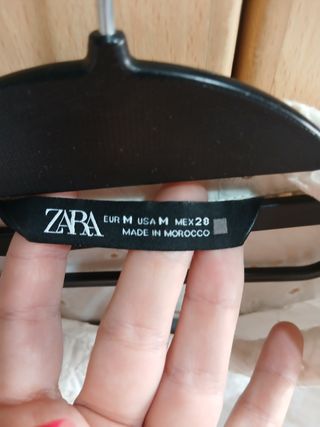 ZARA
EUR M USA M MEX 28
MADE IN MOROCCO